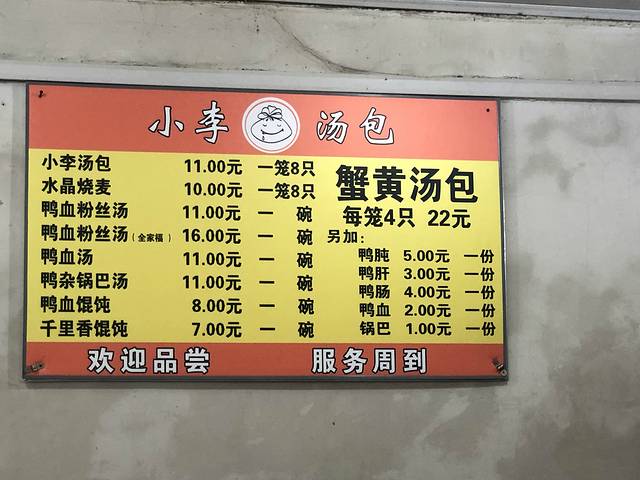 小李 汤包
小李汤包 11.00元 一笼8只
水晶烧麦 10.00元 一笼8只
鸭血粉丝汤 11.00元 一 碗
鸭血粉丝汤(全家福) 16.00元 一 碗
鸭血汤 11.00元 一 碗
鸭杂锅巴汤 11.00元 一 碗
鸭血馄饨 8.00元 一 碗
千里香馄饨 7.00元 一 碗
蟹黄汤包
每笼4只 22元
另加:
鸭肫 5.00元 一份
鸭肝 3.00元 一份
鸭肠 4.00元 一份
鸭血 2.00元 一份
锅巴 1.00元 一份
欢迎品尝 服务周到